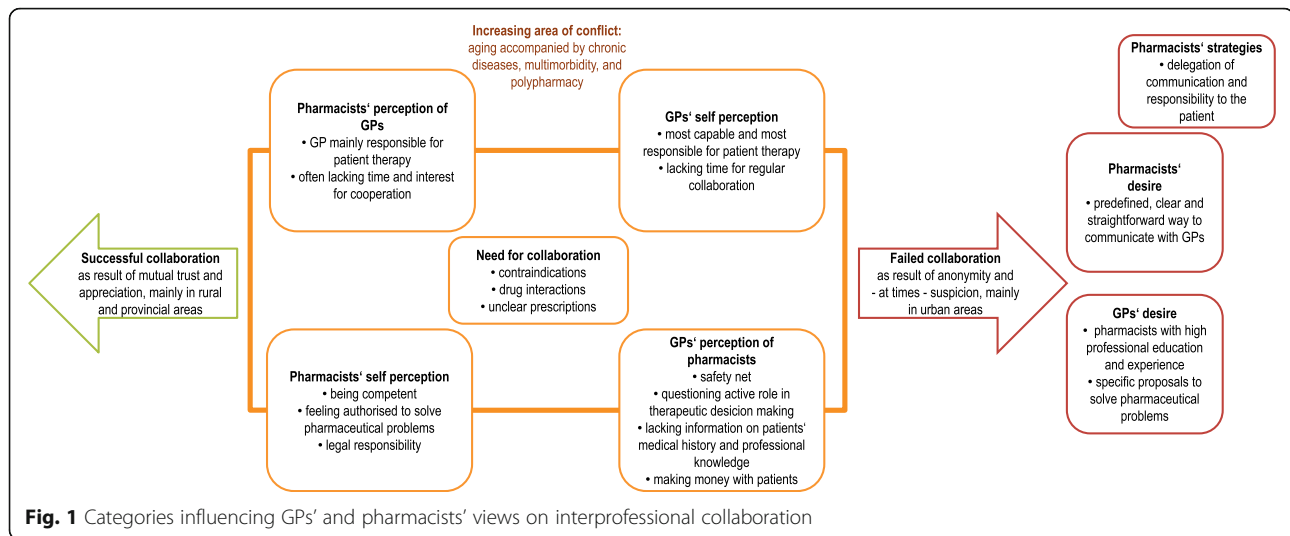 Increasing area of conflict:
aging accompanied by chronic
diseases, multimorbidity, and
polypharmacy
Pharmacists‘ perception of
GPs
• GP mainly responsible for
patient therapy
• often lacking time and interest
for cooperation
GPs‘ self perception
• most capable and most
responsible for patient therapy
• lacking time for regular
collaboration
Successful collaboration
as result of mutual trust and
appreciation, mainly in rural
and provincial areas
Need for collaboration
• contraindications
• drug interactions
• unclear prescriptions
Pharmacists‘ self perception
• being competent
• feeling authorised to solve
pharmaceutical problems
• legal responsibility
GPs‘ perception of
pharmacists
• safety net
• questioning active role in
therapeutic desicion making
• lacking information on patients‘
medical history and professional
knowledge
• making money with patients
Failed collaboration
as result of anonymity and
- at times - suspicion, mainly
in urban areas
Pharmacists‘ strategies
• delegation of
communication and
responsibility to the
patient
Pharmacists‘
desire
• predefined, clear and
straightforward way to
communicate with GPs
GPs‘ desire
• pharmacists with high
professional education
and experience
• specific proposals to
solve pharmaceutical
problems
Fig. 1 Categories influencing GPs’ and pharmacists’ views on interprofessional collaboration